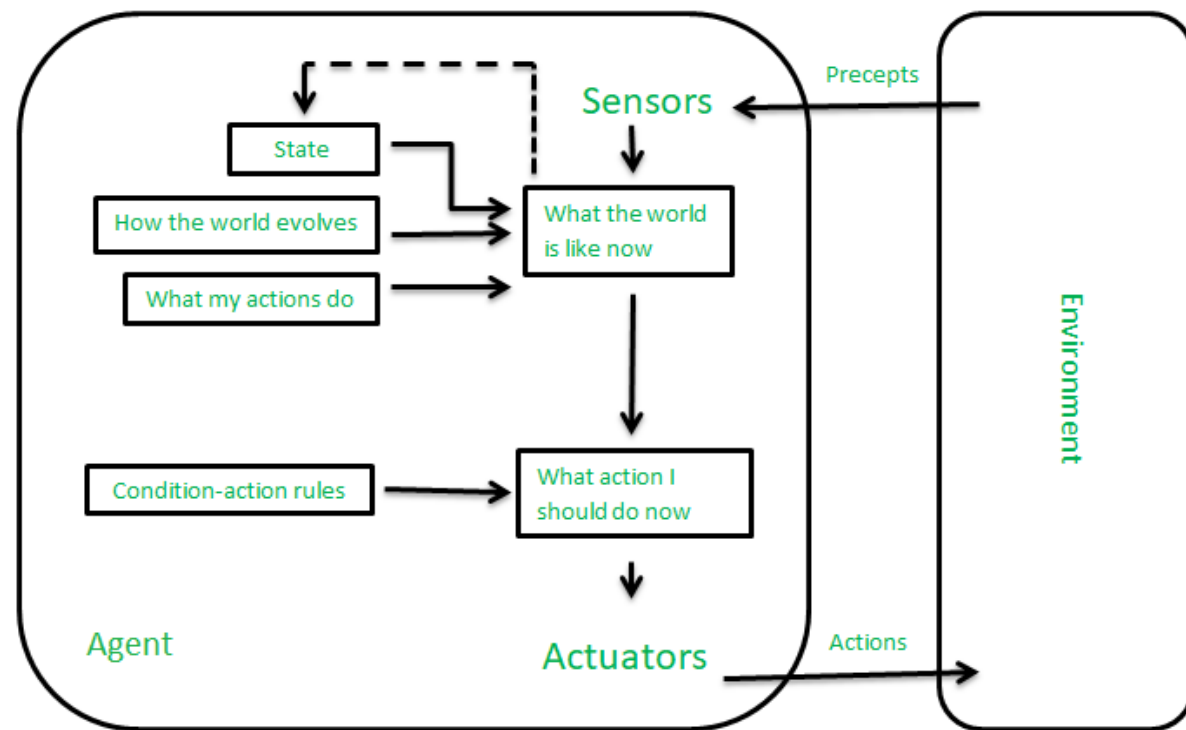 Precepts
Sensors
State
How the world evolves
What the world
is like now
What my actions do
Environment
Condition-action rules
What action I
should do now
Agent
Actuators
Actions